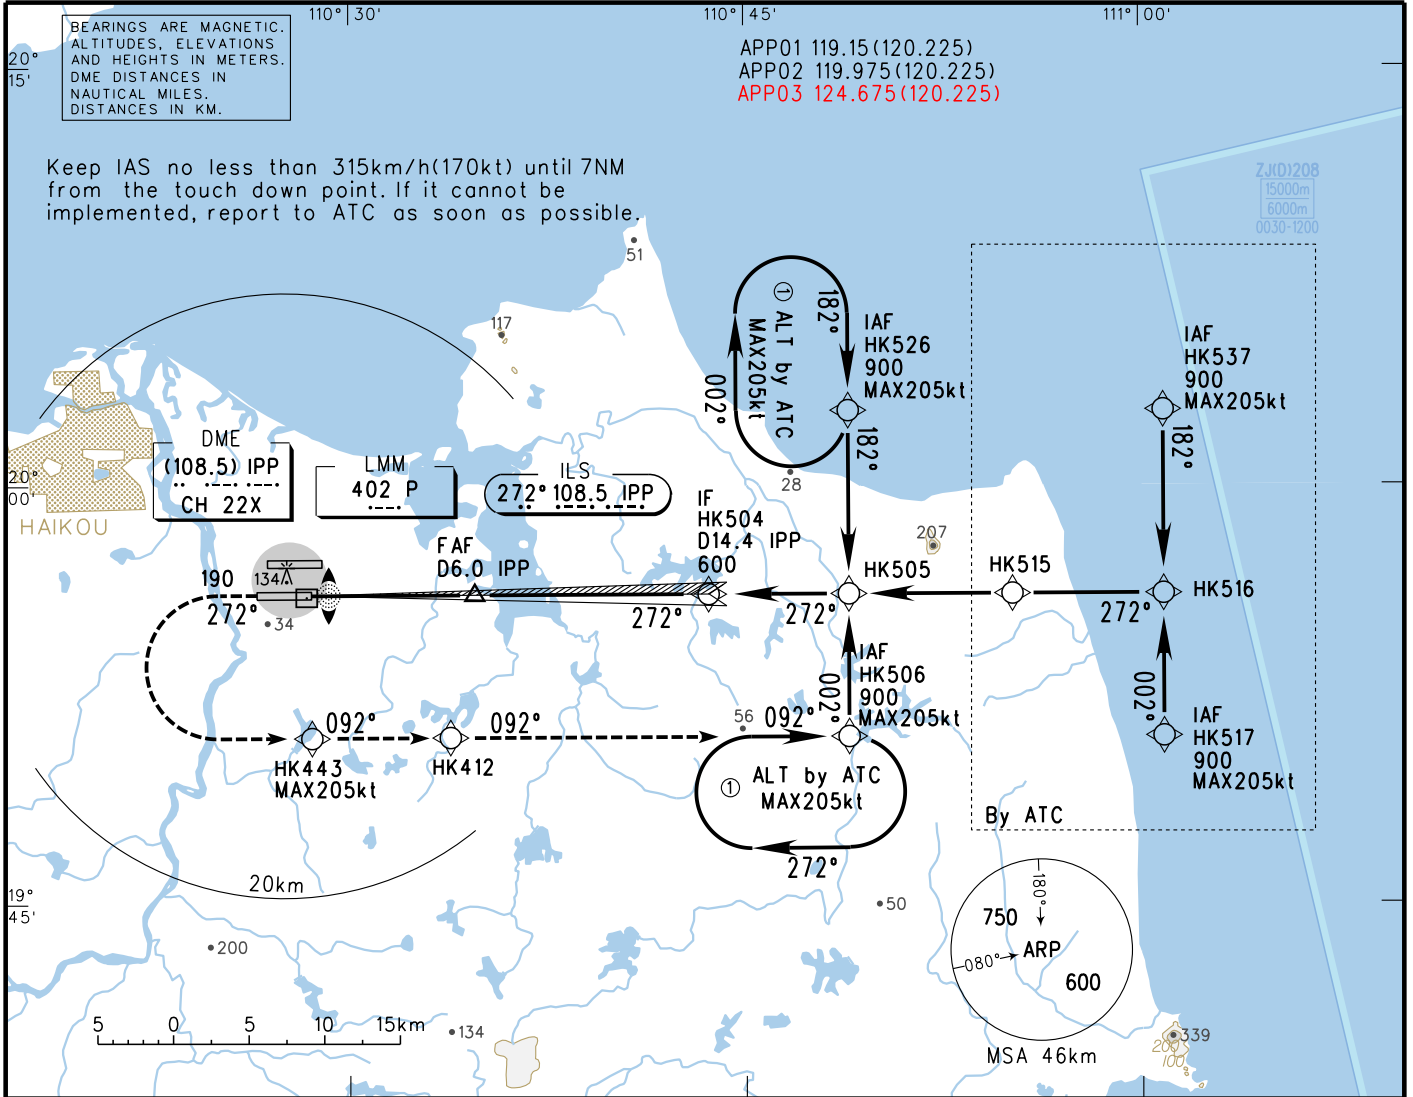 110° 30'
110° 45'
111° 00'
BEARINGS ARE MAGNETIC.
ALTITUDES, ELEVATIONS
AND HEIGHTS IN METERS.
DME DISTANCES IN
NAUTICAL MILES.
DISTANCES IN KM.
20°
15'
APP01 119.15(120.225)
APP02 119.975(120.225)
APP03 124.675(120.225)
Keep IAS no less than 315km/h(170kt) until 7NM
from the touch down point. If it cannot be
implemented, report to ATC as soon as possible.
ZJ(D)208
15000m
6000m
0030-1200
51
117
① ALT by ATC
MAX205kt
182°
002°
IAF
HK526
900
MAX205kt
182°
28
IAF
HK537
900
MAX205kt
182°
DME
(108.5) IPP
CH 22X
LMM
402 P
ILS
272° 108.5 IPP
20°
00'
HAIKOU
IF
HK504
D14.4 IPP
600
207
FAF
D6.0 IPP
HK505
HK515
HK516
190
134
272°
34
272°
272°
272°
IAF
HK506
900
MAX205kt
002°
002°
IAF
HK517
900
MAX205kt
092°
092°
56
092°
HK443
MAX205kt
HK412
① ALT by ATC
MAX205kt
272°
By ATC
20km
19°
45'
50
200
180°
750
080°
ARP
600
MSA 46km
5 0 5 10 15km
134
339
200
100